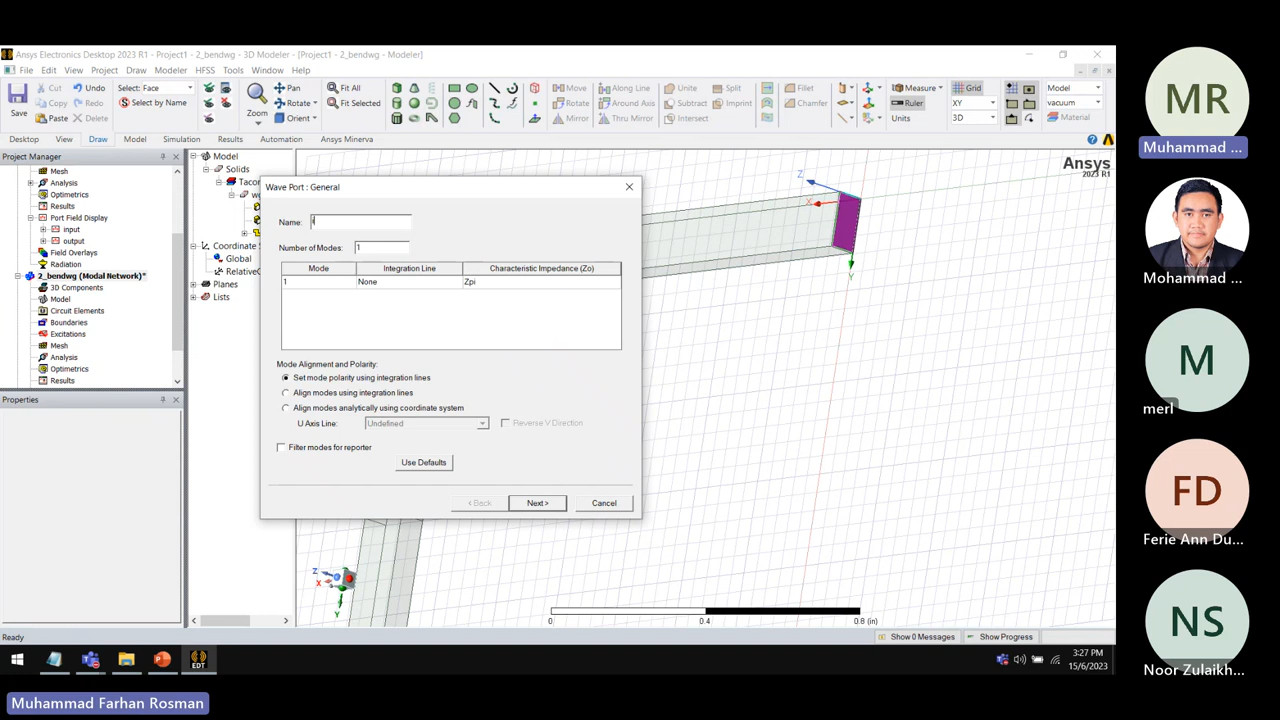 Ansys Electronics Desktop 2023 R1 - Project1 - 2_bendwg - 3D Modeler - [Project1 - 2_bendwg - Modeler]
File Edit View Project Draw Modeler HFSS Tools Window Help
Save
Cut Undo
Copy Redo
Paste Delete
Select: Face
Select by Name
Zoom
Pan
Rotate
Orient
Fit All
Fit Selected
Move Along Line
Rotate Around Axis
Mirror Thru Mirror
Unite Split
Subtract Imprint
Intersect
Fillet
Chamfer
Measure
Ruler
Units
Grid
XY
3D
Model
vacuum
Material
Desktop View Draw Model Simulation Results Automation Ansys Minerva
Project Manager
Mesh
Analysis
Optimetrics
Results
Port Field Display
input
output
Field Overlays
Radiation
2_bendwg (Modal Network)*
3D Components
Model
Circuit Elements
Boundaries
Excitations
Mesh
Analysis
Optimetrics
Results
Properties
Model
Solids
Tacon
Coordinate S
Global
Relative
Planes
Lists
Wave Port : General
Name: i
Number of Modes: 1
Mode Integration Line Characteristic Impedance (Zo)
1 None Zpi
Mode Alignment and Polarity:
Set mode polarity using integration lines
Align modes using integration lines
Align modes analytically using coordinate system
U Axis Line: Undefined Reverse V Direction
Filter modes for reporter
Use Defaults
< Back Next > Cancel
Ansys
2023 R1
Z
X
Y
Z
X
Y
0 0.4 0.8 (in)
Ready
Show 0 Messages Show Progress
EDT
3:27 PM
15/6/2023
Muhammad Farhan Rosman
MR
Muhammad ...
Mohammad ...
M
merl
FD
Ferie Ann Du...
NS
Noor Zulaikh...